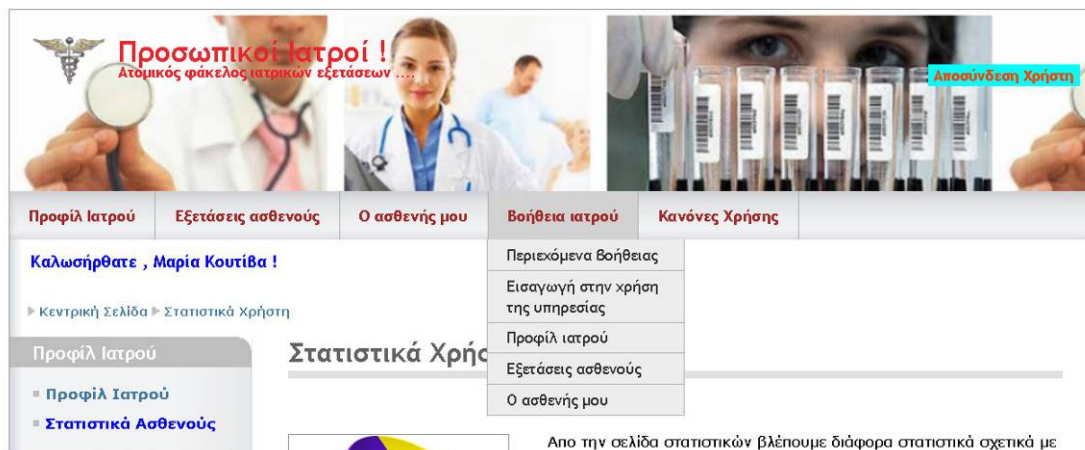 Προσωπικοί Ιατροί !
Ατομικός φάκελος ιατρικών εξετάσεων ....
Αποσύνδεση Χρήστη
Προφίλ Ιατρού Εξετάσεις ασθενούς Ο ασθενής μου Βοήθεια ιατρού Κανόνες Χρήσης
Καλωσήρθατε , Μαρία Κουτίβα !
Περιεχόμενα βοήθειας
Εισαγωγή στην χρήση
της υπηρεσίας
Προφίλ ιατρού
Εξετάσεις ασθενούς
Ο ασθενής μου
Κεντρική Σελίδα Στατιστικά Χρήστη
Προφίλ Ιατρού
Προφίλ Ιατρού
Στατιστικά Ασθενούς
Στατιστικά Χρήσ
Απο την σελίδα στατιστικών βλέπουμε διάφορα στατιστικά σχετικά με